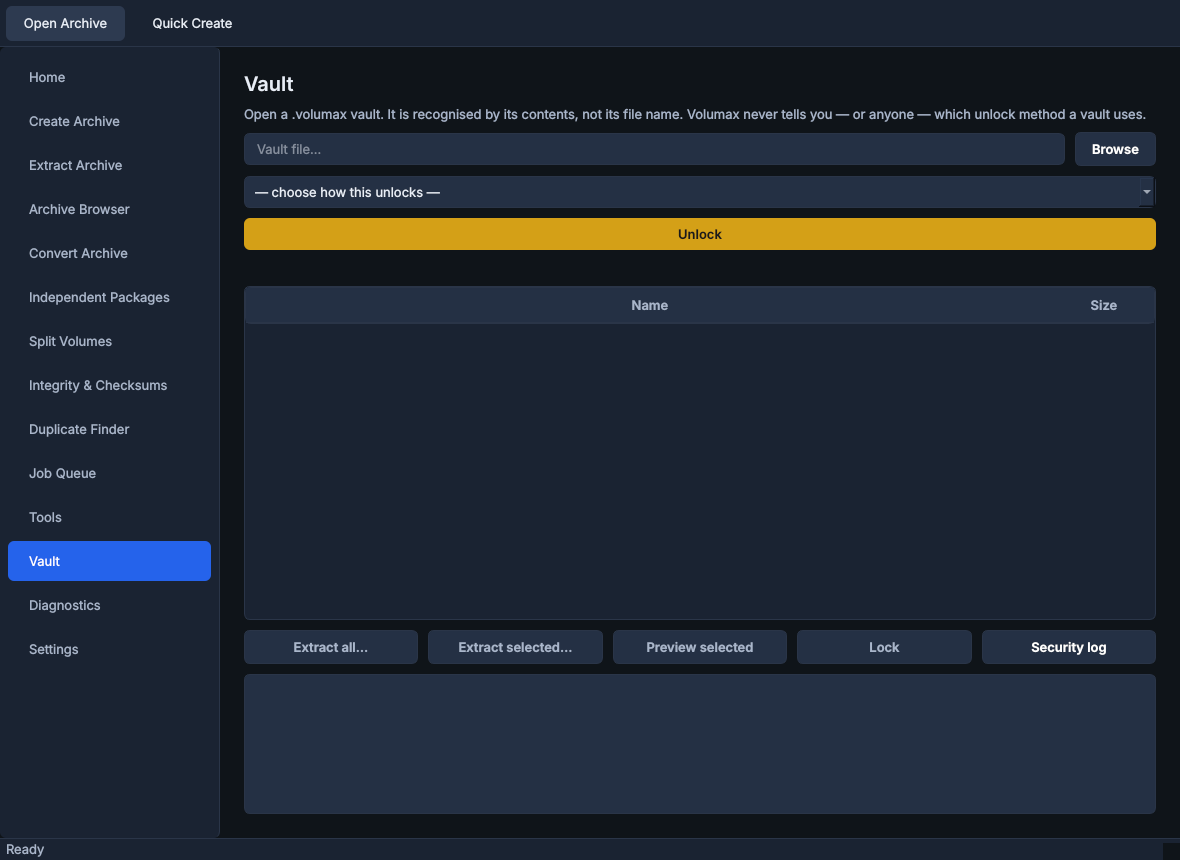 Open Archive
Quick Create
Home
Create Archive
Extract Archive
Archive Browser
Convert Archive
Independent Packages
Split Volumes
Integrity & Checksums
Duplicate Finder
Job Queue
Tools
Vault
Diagnostics
Settings
Vault
Open a .volumax vault. It is recognised by its contents, not its file name. Volumax never tells you — or anyone — which unlock method a vault uses.
Vault file...
Browse
— choose how this unlocks —
Unlock
Name
Size
Extract all...
Extract selected...
Preview selected
Lock
Security log
Ready